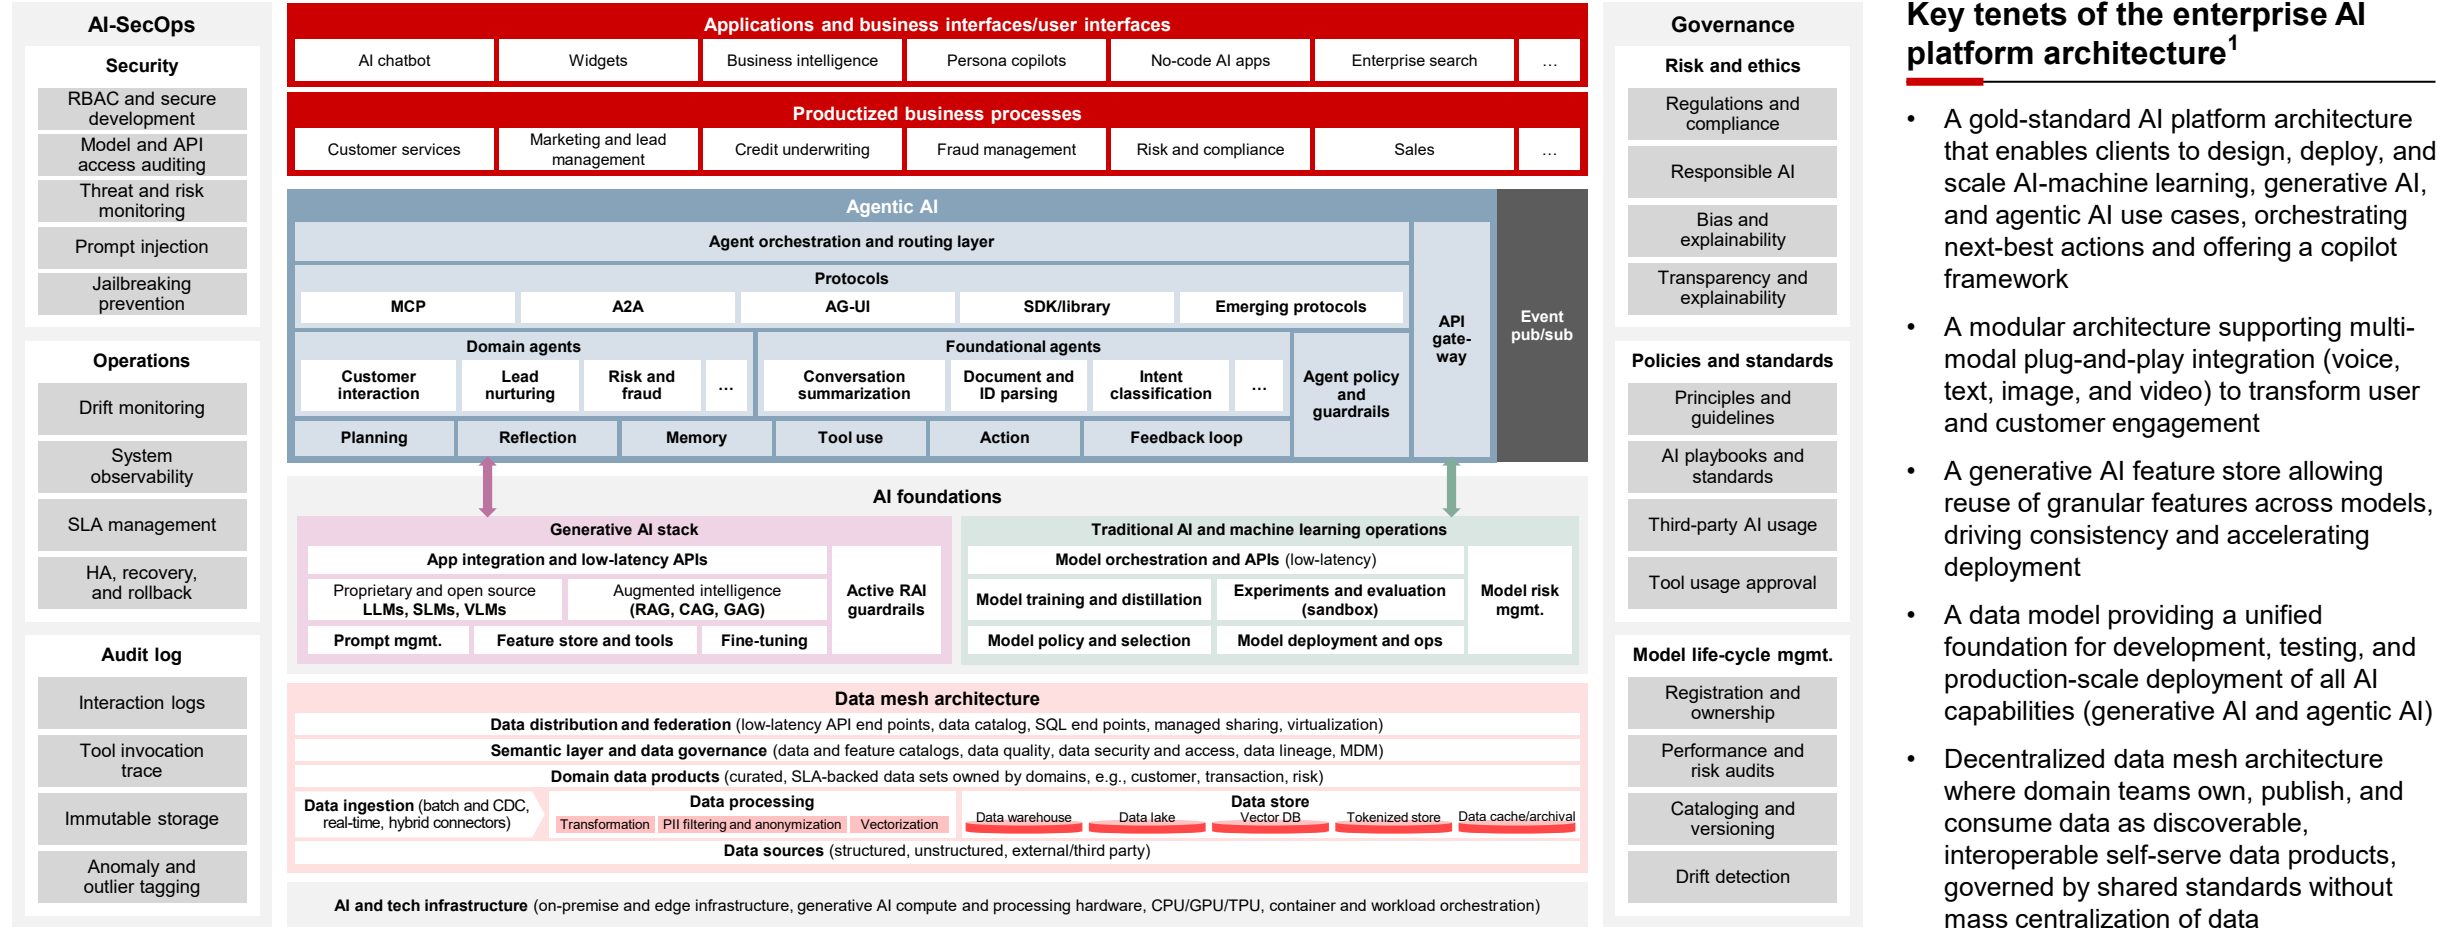 AI-SecOps
Security
RBAC and secure
development
Model and API
access auditing
Threat and risk
monitoring
Prompt injection
Jailbreaking
prevention
Operations
Drift monitoring
System
observability
SLA management
HA, recovery,
and rollback
Audit log
Interaction logs
Tool invocation
trace
Immutable storage
Anomaly and
outlier tagging
Applications and business interfaces/user interfaces
AI chatbot
Widgets
Business intelligence
Persona copilots
No-code AI apps
Enterprise search
...
Productized business processes
Customer services
Marketing and lead
management
Credit underwriting
Fraud management
Risk and compliance
Sales
...
Agentic AI
Agent orchestration and routing layer
Protocols
MCP
A2A
AG-UI
SDK/library
Emerging protocols
Domain agents
Customer
interaction
Lead
nurturing
Risk and
fraud
...
Foundational agents
Conversation
summarization
Document and
ID parsing
Intent
classification
...
Agent policy
and
guardrails
Planning
Reflection
Memory
Tool use
Action
Feedback loop
API
gate-
way
Event
pub/sub
AI foundations
Generative AI stack
App integration and low-latency APIs
Proprietary and open source
LLMs, SLMs, VLMs
Augmented intelligence
(RAG, CAG, GAG)
Prompt mgmt.
Feature store and tools
Fine-tuning
Active RAI
guardrails
Traditional AI and machine learning operations
Model orchestration and APIs (low-latency)
Model training and distillation
Experiments and evaluation
(sandbox)
Model policy and selection
Model deployment and ops
Model risk
mgmt.
Data mesh architecture
Data distribution and federation (low-latency API end points, data catalog, SQL end points, managed sharing, virtualization)
Semantic layer and data governance (data and feature catalogs, data quality, data security and access, data lineage, MDM)
Domain data products (curated, SLA-backed data sets owned by domains, e.g., customer, transaction, risk)
Data ingestion (batch and CDC,
real-time, hybrid connectors)
Data processing
Transformation
PII filtering and anonymization
Vectorization
Data store
Data warehouse
Data lake
Vector DB
Tokenized store
Data cache/archival
Data sources (structured, unstructured, external/third party)
AI and tech infrastructure (on-premise and edge infrastructure, generative AI compute and processing hardware, CPU/GPU/TPU, container and workload orchestration)
Governance
Risk and ethics
Regulations and
compliance
Responsible AI
Bias and
explainability
Transparency and
explainability
Policies and standards
Principles and
guidelines
AI playbooks and
standards
Third-party AI usage
Tool usage approval
Model life-cycle mgmt.
Registration and
ownership
Performance and
risk audits
Cataloging and
versioning
Drift detection
Key tenets of the enterprise AI
platform architecture1
• A gold-standard AI platform architecture
that enables clients to design, deploy, and
scale AI-machine learning, generative AI,
and agentic AI use cases, orchestrating
next-best actions and offering a copilot
framework
• A modular architecture supporting multi-
modal plug-and-play integration (voice,
text, image, and video) to transform user
and customer engagement
• A generative AI feature store allowing
reuse of granular features across models,
driving consistency and accelerating
deployment
• A data model providing a unified
foundation for development, testing, and
production-scale deployment of all AI
capabilities (generative AI and agentic AI)
• Decentralized data mesh architecture
where domain teams own, publish, and
consume data as discoverable,
interoperable self-serve data products,
governed by shared standards without
mass centralization of data